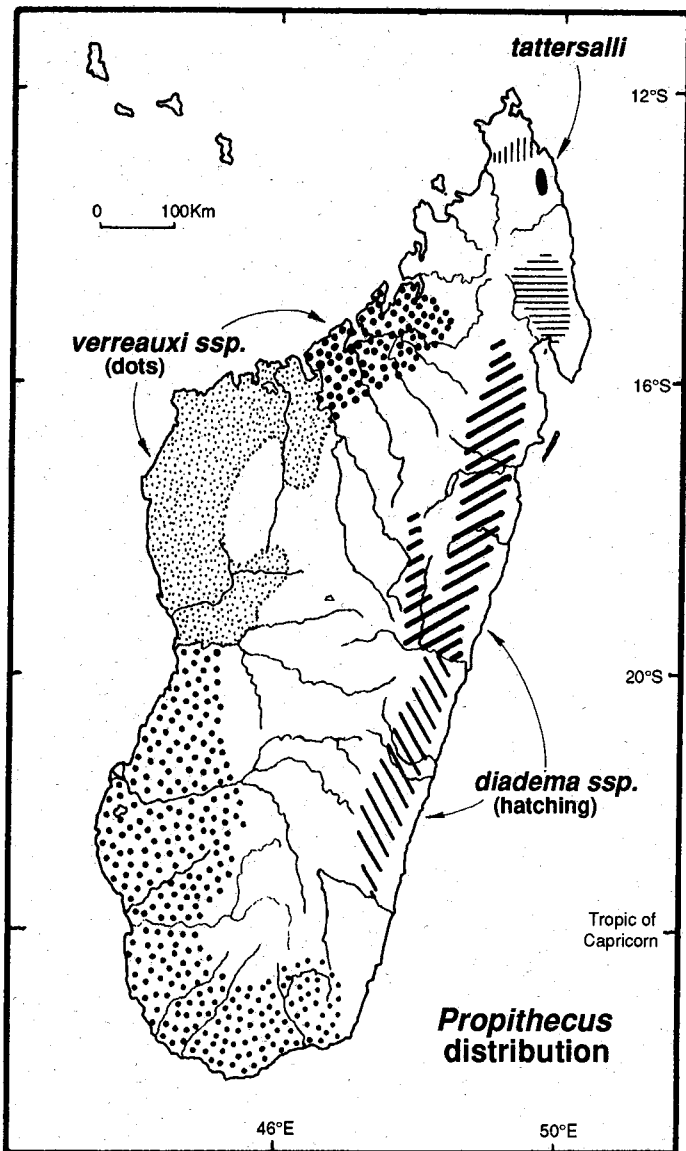 tattersalli
12°S
0 100Km
verreauxi ssp.
(dots)
16°S
20°S
diadema ssp.
(hatching)
Tropic of
Capricorn
Propithecus
distribution
46°E
50°E